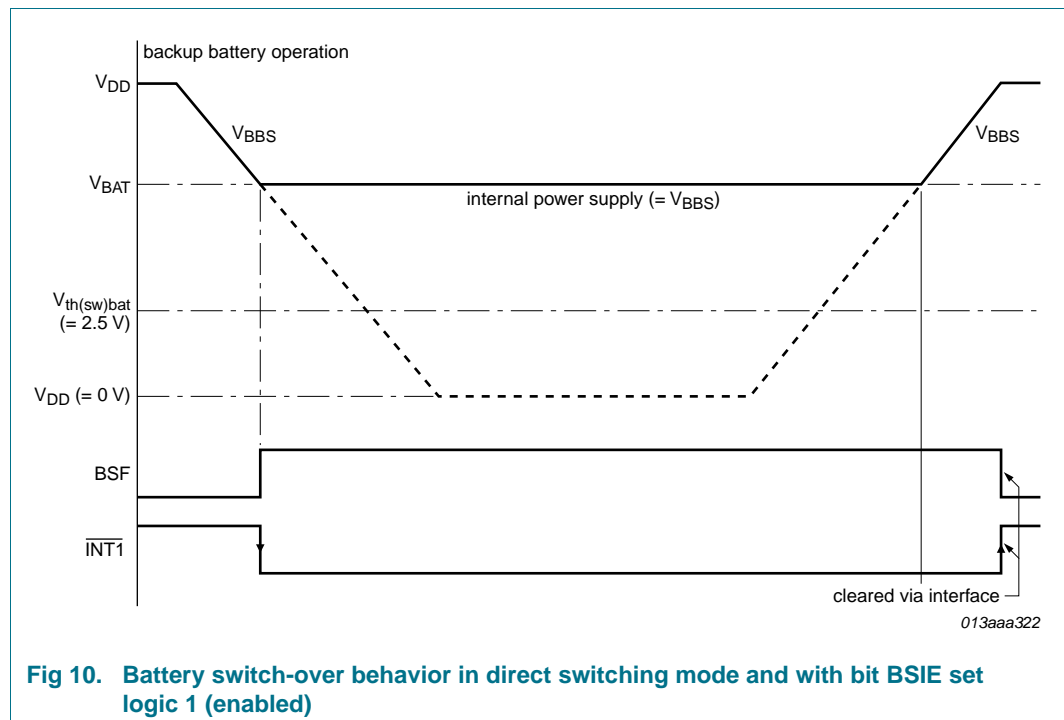 backup battery operation
VDD
VBBS
VBBS
VBAT
internal power supply (= VBBS)
Vth(sw)bat
(= 2.5 V)
VDD (= 0 V)
BSF
INT1
cleared via interface
013aaa322
Fig 10. Battery switch-over behavior in direct switching mode and with bit BSIE set
logic 1 (enabled)